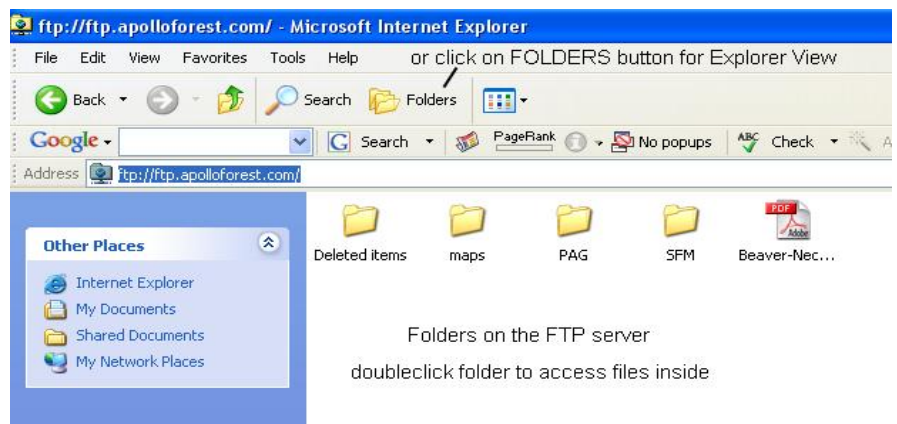 ftp://ftp.apolloforest.com/ - Microsoft Internet Explorer
File Edit View Favorites Tools Help or click on FOLDERS button for Explorer View
Back Search Folders
Google Search PageRank No popups ABC Check A
Address ftp://ftp.apolloforest.com/
Other Places
Internet Explorer
My Documents
Shared Documents
My Network Places
PDF
Adobe
Deleted items maps PAG SFM Beaver-Nec...
Folders on the FTP server
doubleclick folder to access files inside